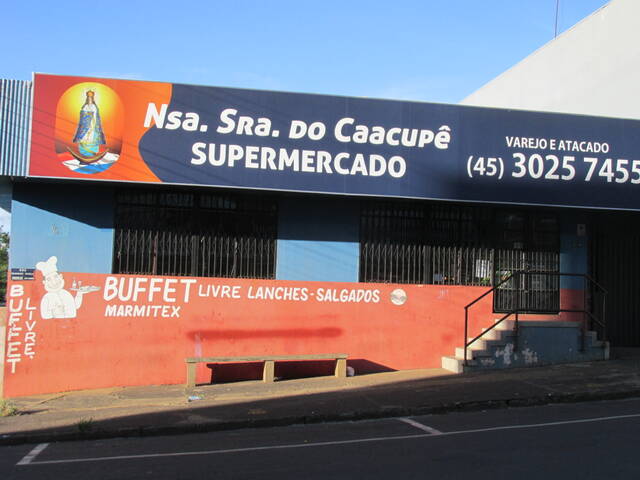 Nsa. Sra. do Caacupê
SUPERMERCADO
VAREJO E ATACADO
(45) 3025 7455
BUFFET LIVRE LANCHES - SALGADOS
MARMITEX
BUFFET
LIVRE